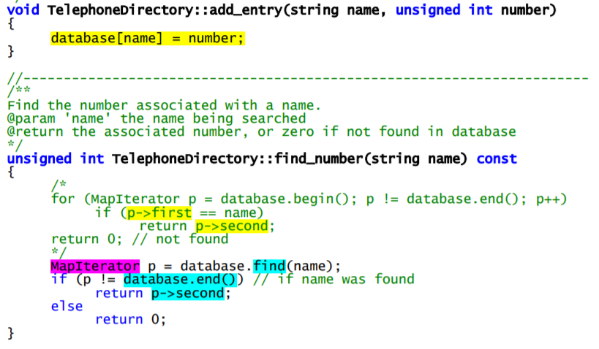 void TelephoneDirectory::add_entry(string name, unsigned int number)
{
database[name] = number;
}
//----------------------------------------------------------------------
/**
Find the number associated with a name.
@param 'name' the name being searched
@return the associated number, or zero if not found in database
*/
unsigned int TelephoneDirectory::find_number(string name) const
{
/*
for (MapIterator p = database.begin(); p != database.end(); p++)
if (p->first == name)
return p->second;
return 0; // not found
*/
MapIterator p = database.find(name);
if (p != database.end()) // if name was found
return p->second;
else
return 0;
}